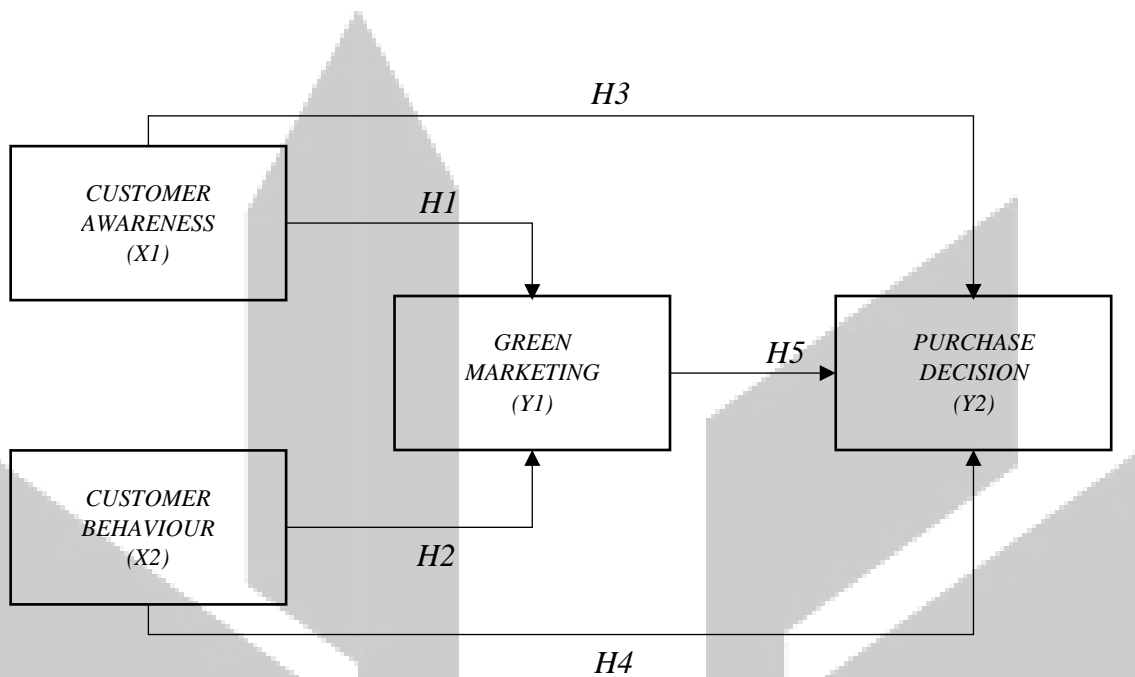 H3
CUSTOMER
AWARENESS
(X1)
H1
GREEN
MARKETING
(Y1)
H5
PURCHASE
DECISION
(Y2)
CUSTOMER
BEHAVIOUR
(X2)
H2
H4